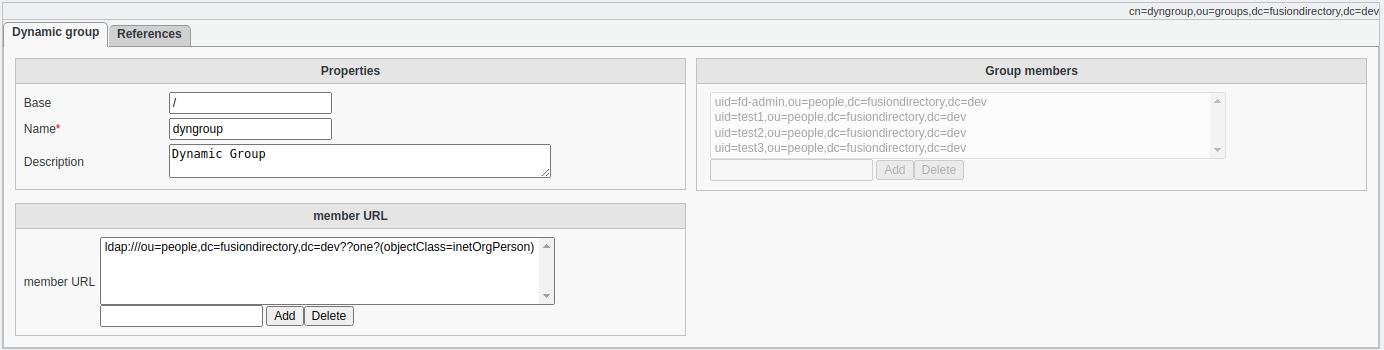 cn=dyngroup,ou=groups,dc=fusiondirectory,dc=dev
Dynamic group
References
Properties
Base
/
Name*
dyngroup
Description
Dynamic Group
Group members
uid=fd-admin,ou=people,dc=fusiondirectory,dc=dev
uid=test1,ou=people,dc=fusiondirectory,dc=dev
uid=test2,ou=people,dc=fusiondirectory,dc=dev
uid=test3,ou=people,dc=fusiondirectory,dc=dev
Add Delete
member URL
member URL
ldap:///ou=people,dc=fusiondirectory,dc=dev??one?(objectClass=inetOrgPerson)
Add Delete